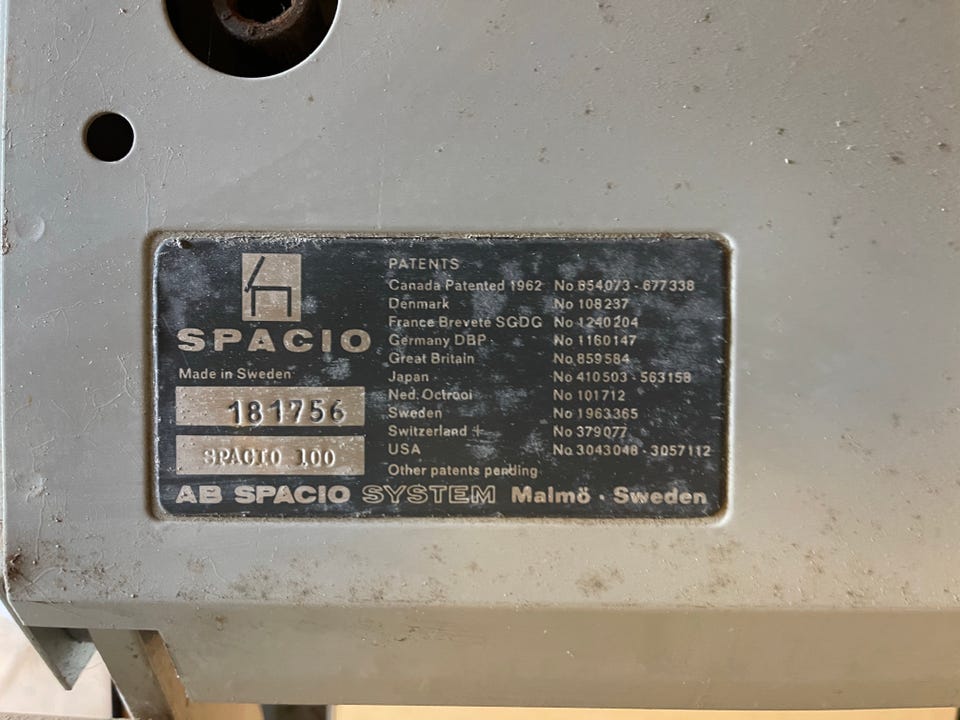 SPACIO
Made in Sweden
181756
SPACIO 100
PATENTS
Canada Patented 1962 No 654,073 - 677338
Denmark No 108237
France Breveté SGDG No 1240204
Germany DBP No 1160147
Great Britain No 859584
Japan No 410503 - 563158
Ned. Octrooi No 101712
Sweden No 1963365
Switzerland + No 379077
USA No 3043048 - 3057112
Other patents pending
AB SPACIO SYSTEM Malmö · Sweden